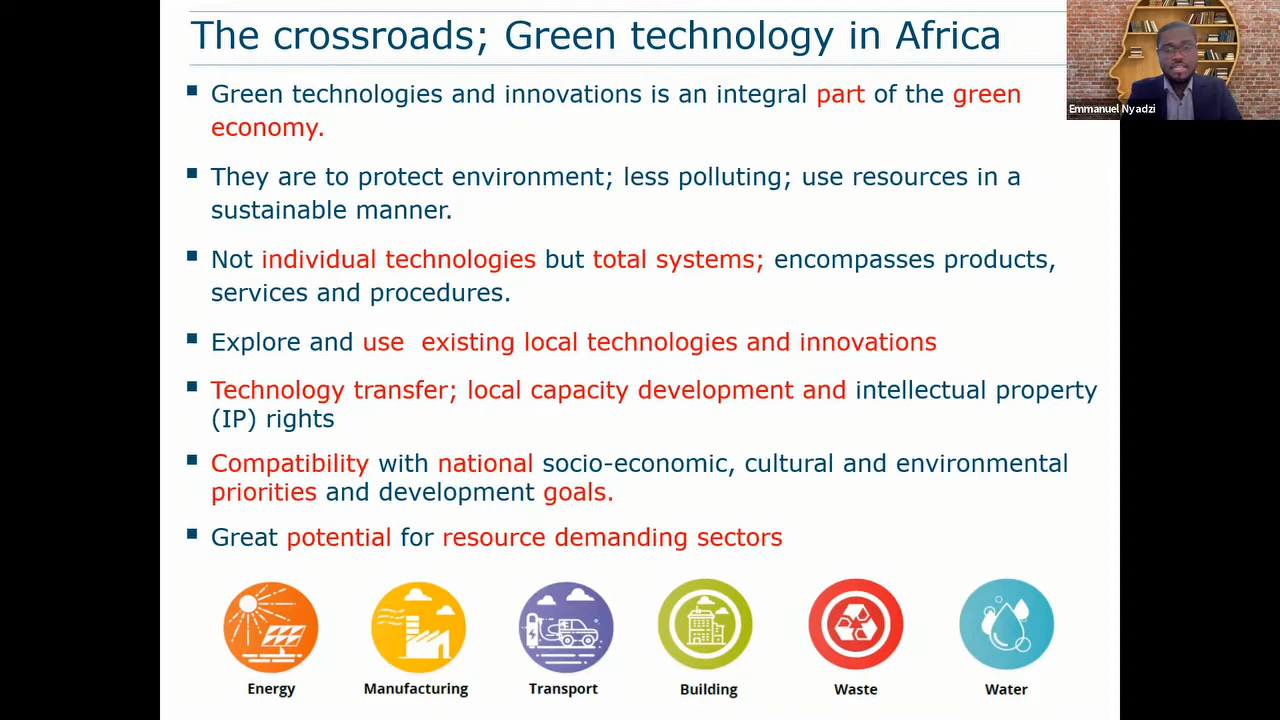 The crossroads; Green technology in Africa
Emmanuel Nyadzi
Green technologies and innovations is an integral part of the green
economy.
They are to protect environment; less polluting; use resources in a
sustainable manner.
Not individual technologies but total systems; encompasses products,
services and procedures.
Explore and use existing local technologies and innovations
Technology transfer; local capacity development and intellectual property
(IP) rights
Compatibility with national socio-economic, cultural and environmental
priorities and development goals.
Great potential for resource demanding sectors
Energy
Manufacturing
Transport
Building
Waste
Water